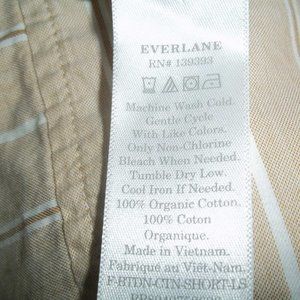 EVERLANE
RN# 139393
Machine Wash Cold.
Gentle Cycle
With Like Colors.
Only Non-Chlorine
Bleach When Needed.
Tumble Dry Low.
Cool Iron If Needed.
100% Organic Cotton.
100% Coton
Organique.
Made in Vietnam.
Fabriqué au Viêt-Nam.
F-BTDN-CTN-SHORT-LS